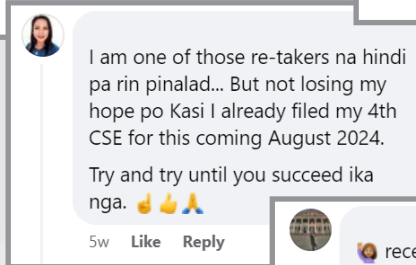 I am one of those re-takers na hindi
pa rin pinalad... But not losing my
hope po Kasi I already filed my 4th
CSE for this coming August 2024.
Try and try until you succeed ika
nga. ☝️👍🙏
5w Like Reply
🙋 rece